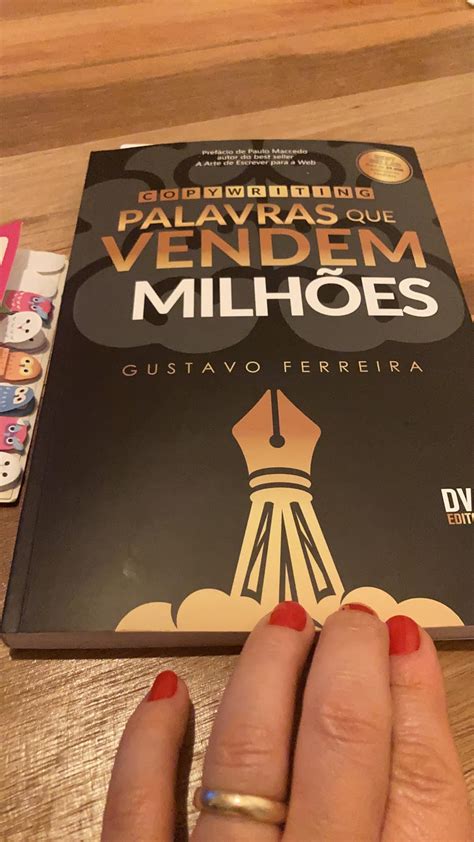 Prefácio de Paulo Maccedo
autor do best seller
A Arte de Escrever para a Web
COPYWRITING
PALAVRAS QUE
VENDEM
MILHÕES
GUSTAVO FERREIRA
DV
EDIT